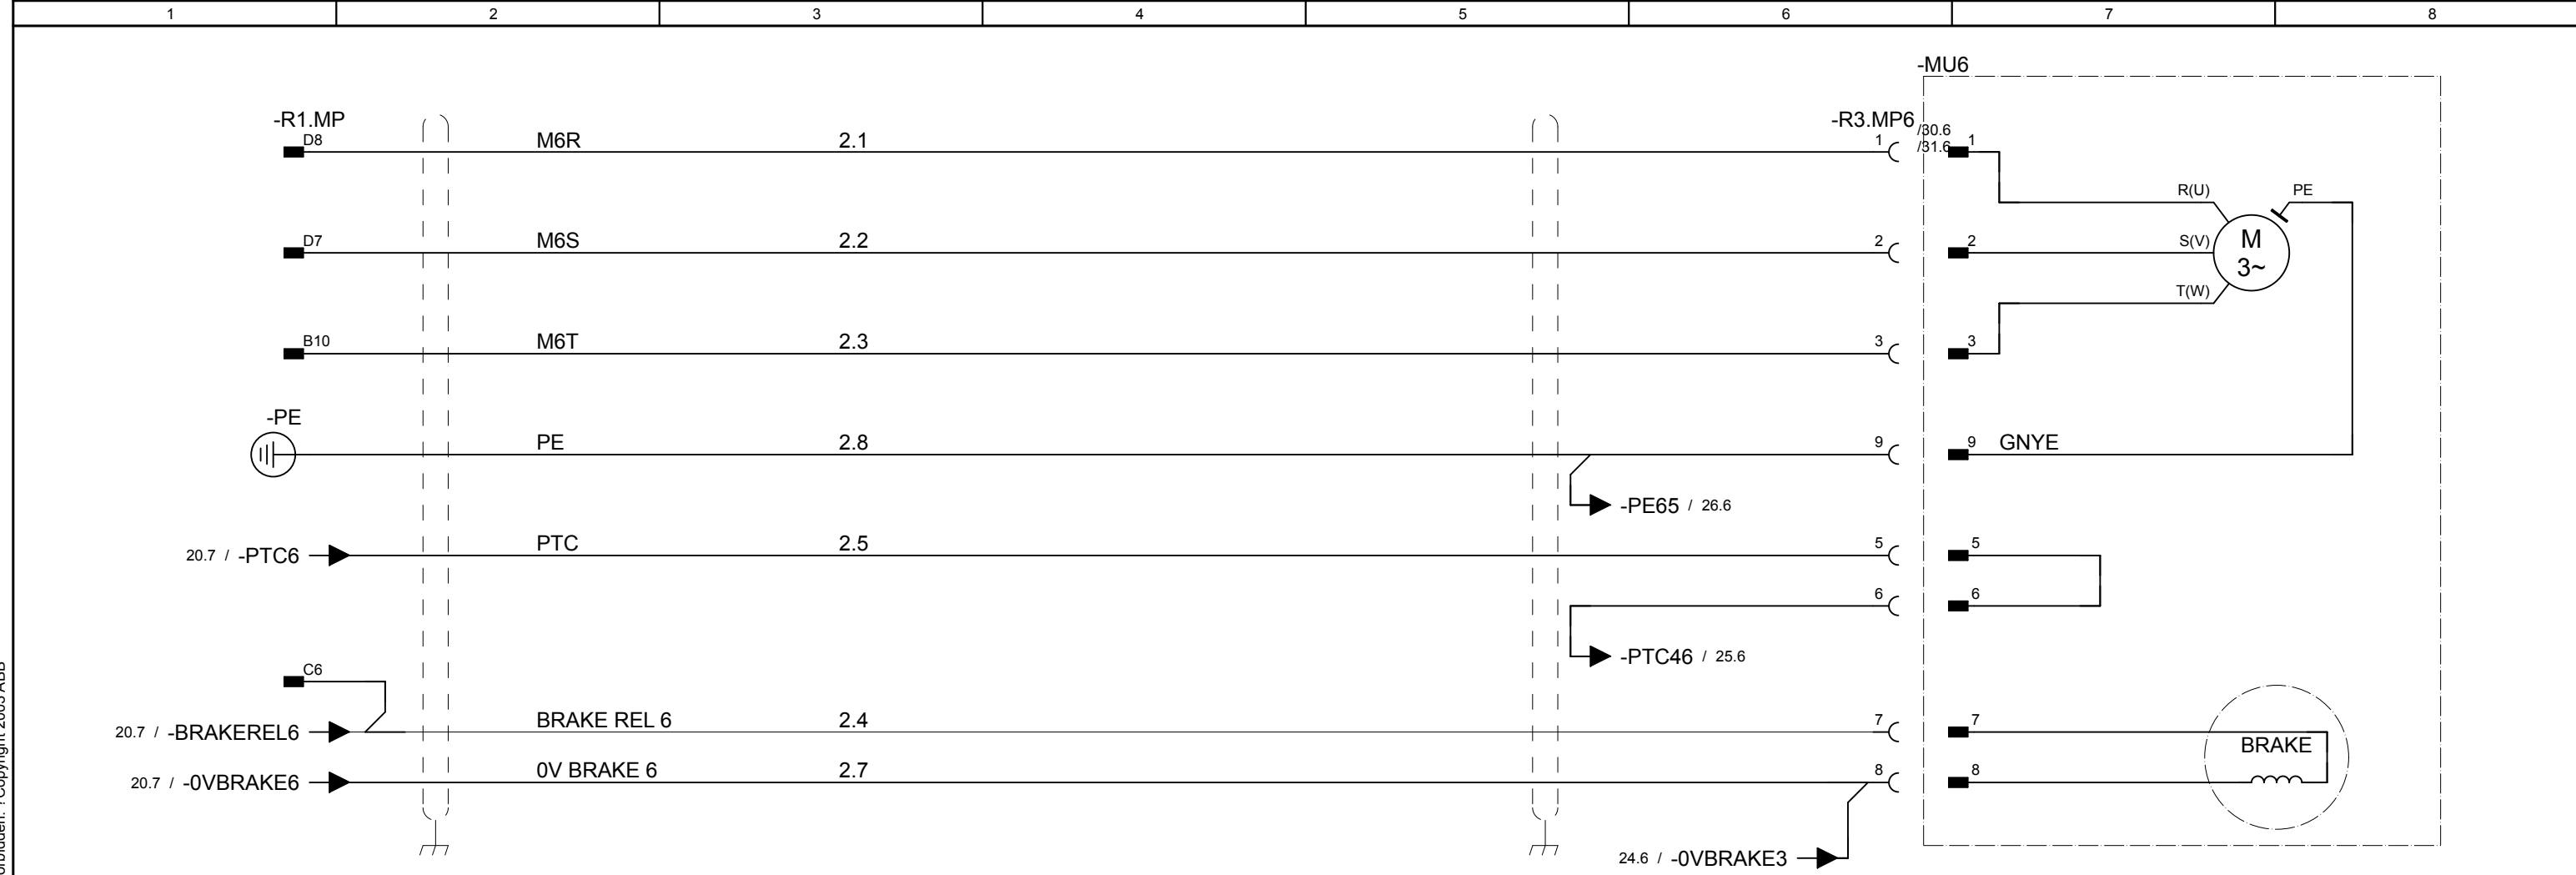 1 2 3 4 5 6 7 8
-MU6
-R1.MP -R3.MP6 /30.6
D8 M6R 2.1 1 /31.6 1
R(U) PE
D7 M6S 2.2 2 2 S(V) M
3~
T(W)
B10 M6T 2.3 3 3
-PE
PE 2.8 9 9 GNYE
-PE65 / 26.6
20.7 / -PTC6 PTC 2.5 5 5
6 6
-PTC46 / 25.6
C6
20.7 / -BRAKEREL6 BRAKE REL 6 2.4 7 7
BRAKE
20.7 / -0VBRAKE6 0V BRAKE 6 2.7 8 8
24.6 / -0VBRAKE3
Copyright 2003 ABB